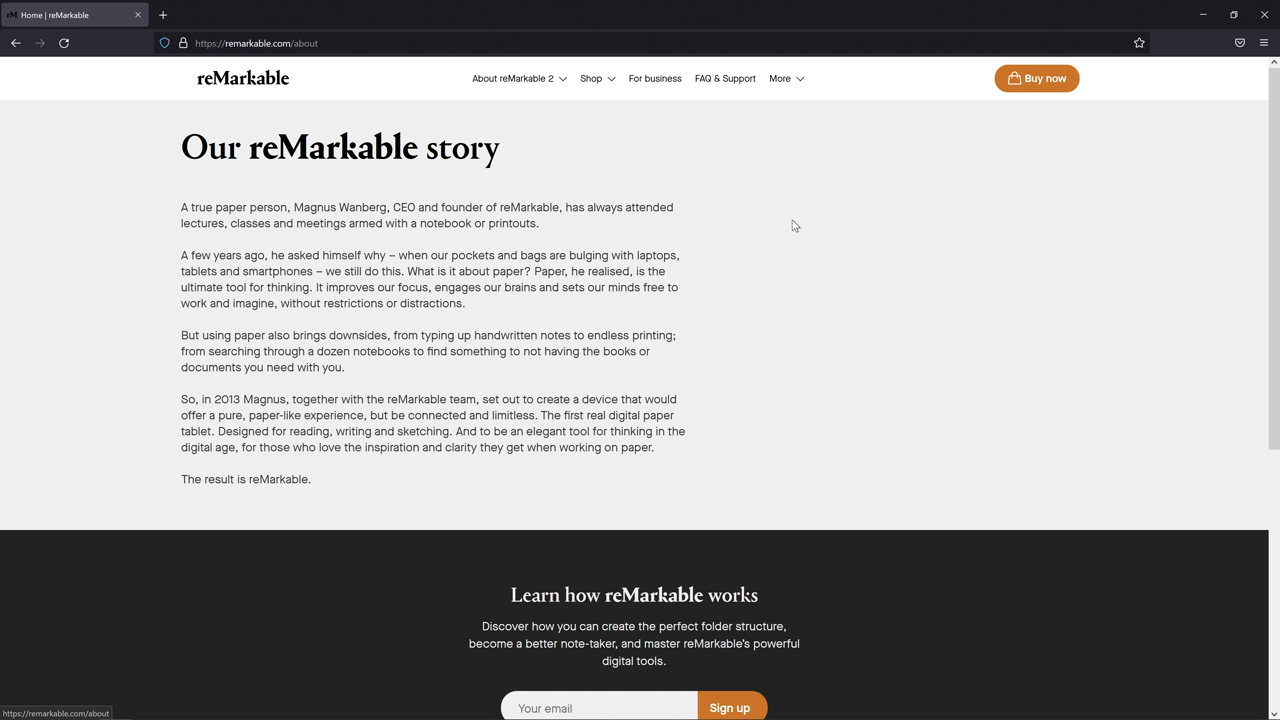 Home | reMarkable
https://remarkable.com/about
reMarkable
About reMarkable 2
Shop
For business
FAQ & Support
More
Buy now
Our reMarkable story
A true paper person, Magnus Wanberg, CEO and founder of reMarkable, has always attended
lectures, classes and meetings armed with a notebook or printouts.
A few years ago, he asked himself why – when our pockets and bags are bulging with laptops,
tablets and smartphones – we still do this. What is it about paper? Paper, he realised, is the
ultimate tool for thinking. It improves our focus, engages our brains and sets our minds free to
work and imagine, without restrictions or distractions.
But using paper also brings downsides, from typing up handwritten notes to endless printing;
from searching through a dozen notebooks to find something to not having the books or
documents you need with you.
So, in 2013 Magnus, together with the reMarkable team, set out to create a device that would
offer a pure, paper-like experience, but be connected and limitless. The first real digital paper
tablet. Designed for reading, writing and sketching. And to be an elegant tool for thinking in the
digital age, for those who love the inspiration and clarity they get when working on paper.
The result is reMarkable.
Learn how reMarkable works
Discover how you can create the perfect folder structure,
become a better note-taker, and master reMarkable's powerful
digital tools.
Your email
Sign up
https://remarkable.com/about